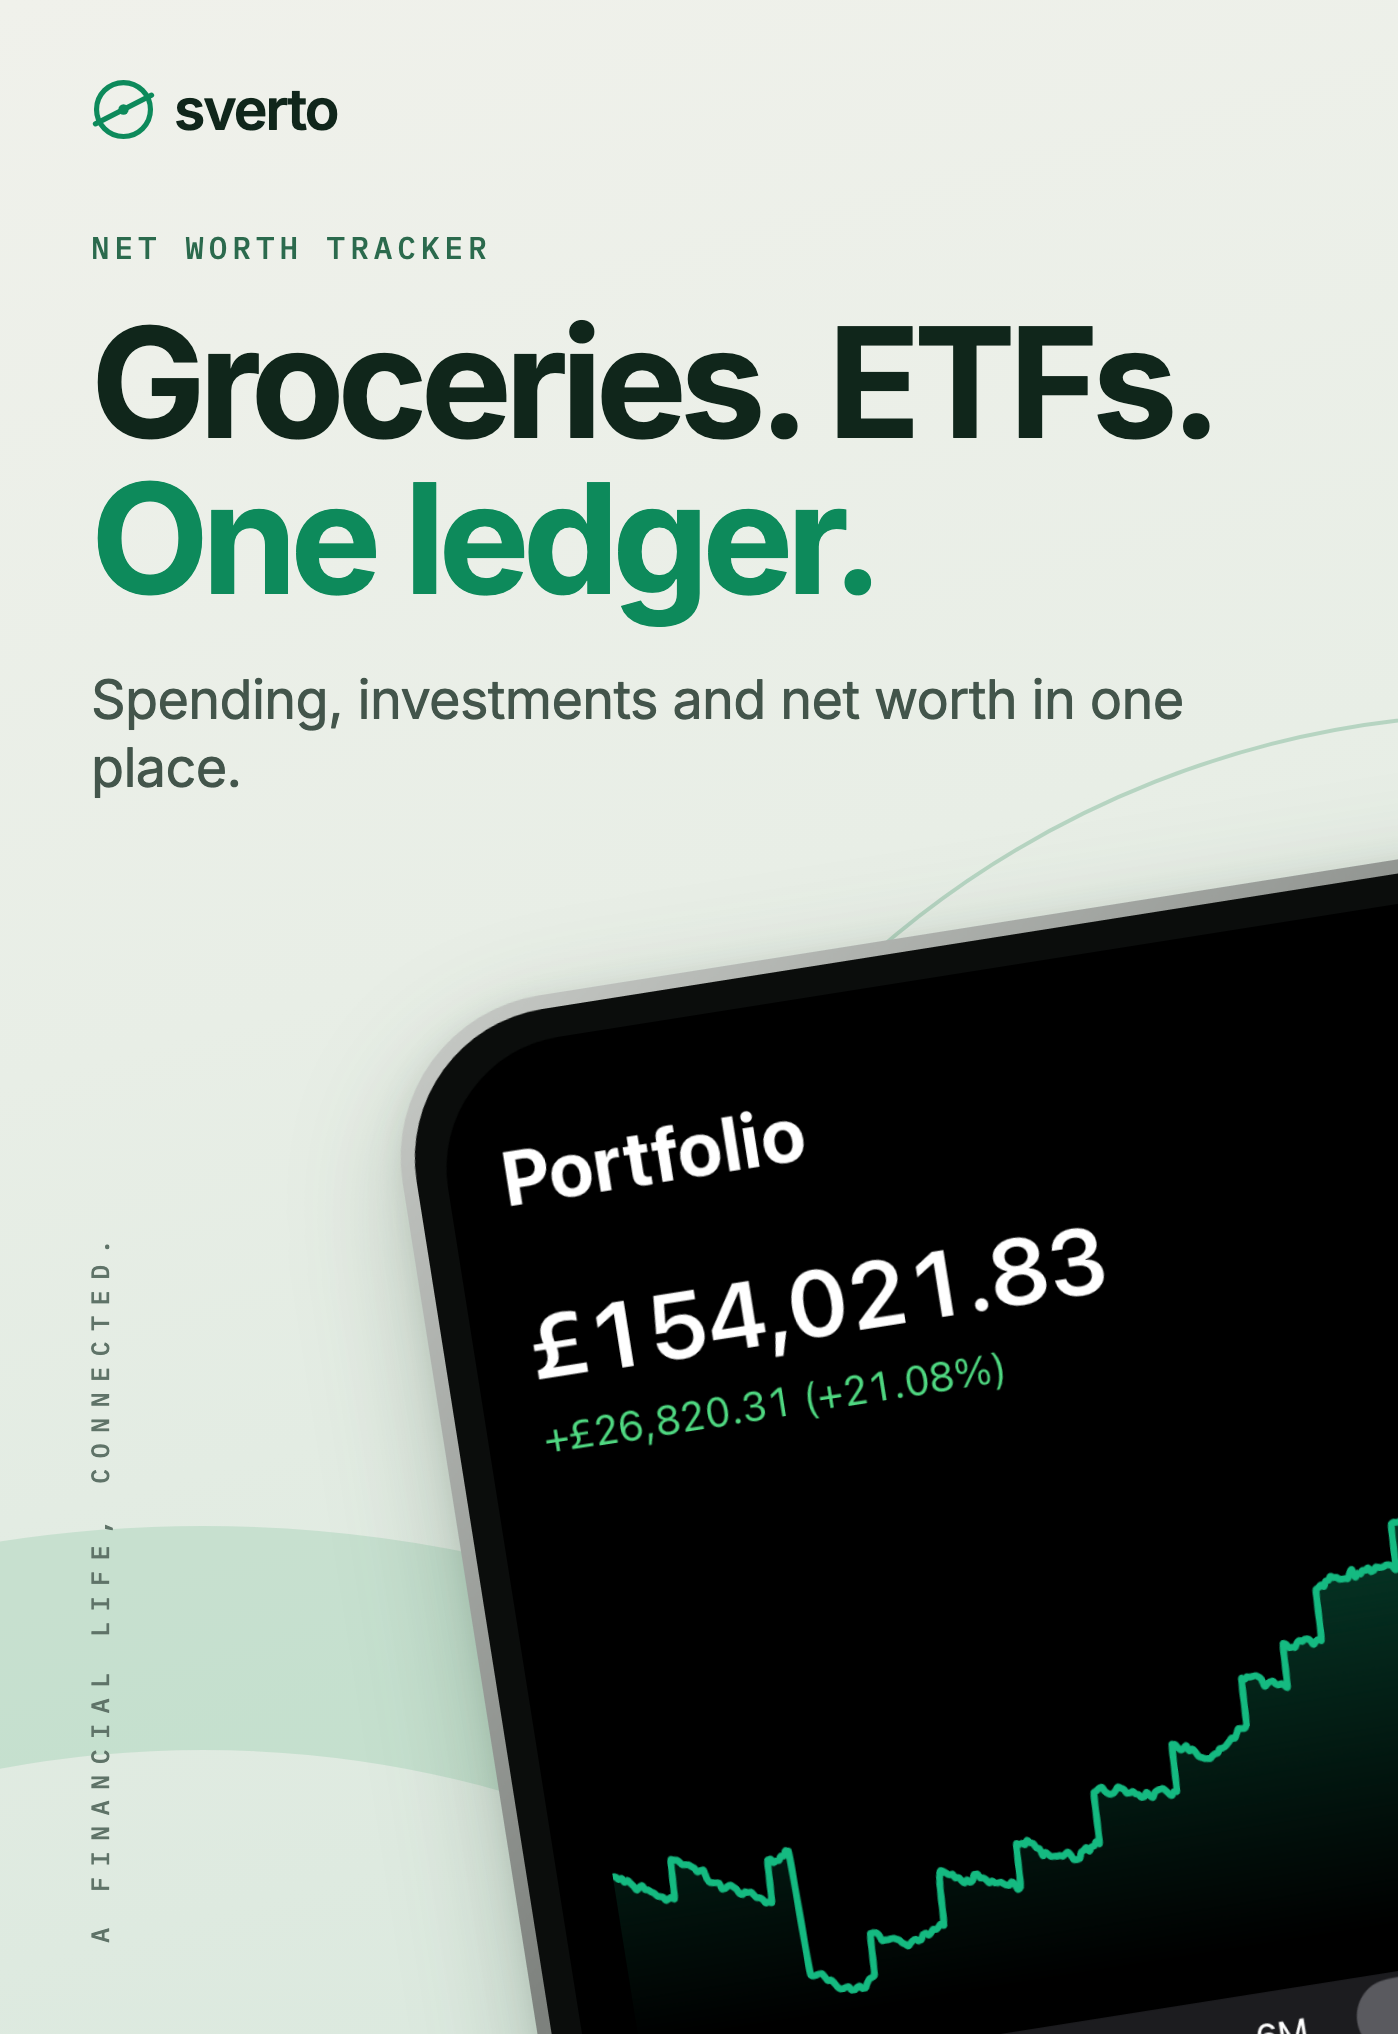 sverto
NET WORTH TRACKER
Groceries. ETFs.
One ledger.
Spending, investments and net worth in one
place.
A FINANCIAL LIFE, CONNECTED.
Portfolio
£154,021.83
+£26,820.31 (+21.08%)
6M